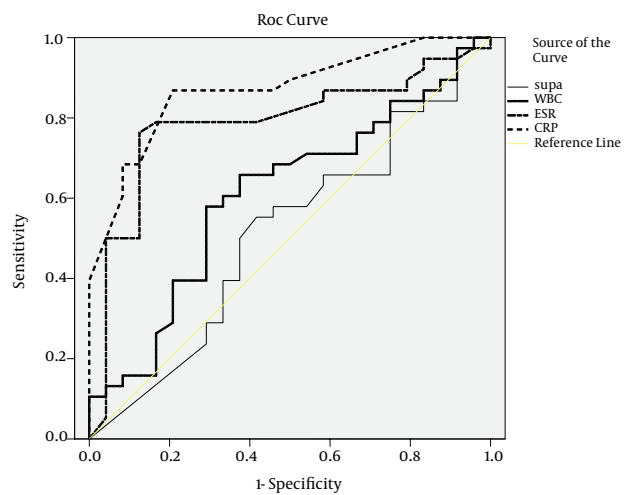 Roc Curve
Source of the
Curve
supa
WBC
ESR
CRP
Reference Line
Sensitivity
1.0
0.8
0.6
0.4
0.2
0.0
0.0 0.2 0.4 0.6 0.8 1.0
1- Specificity